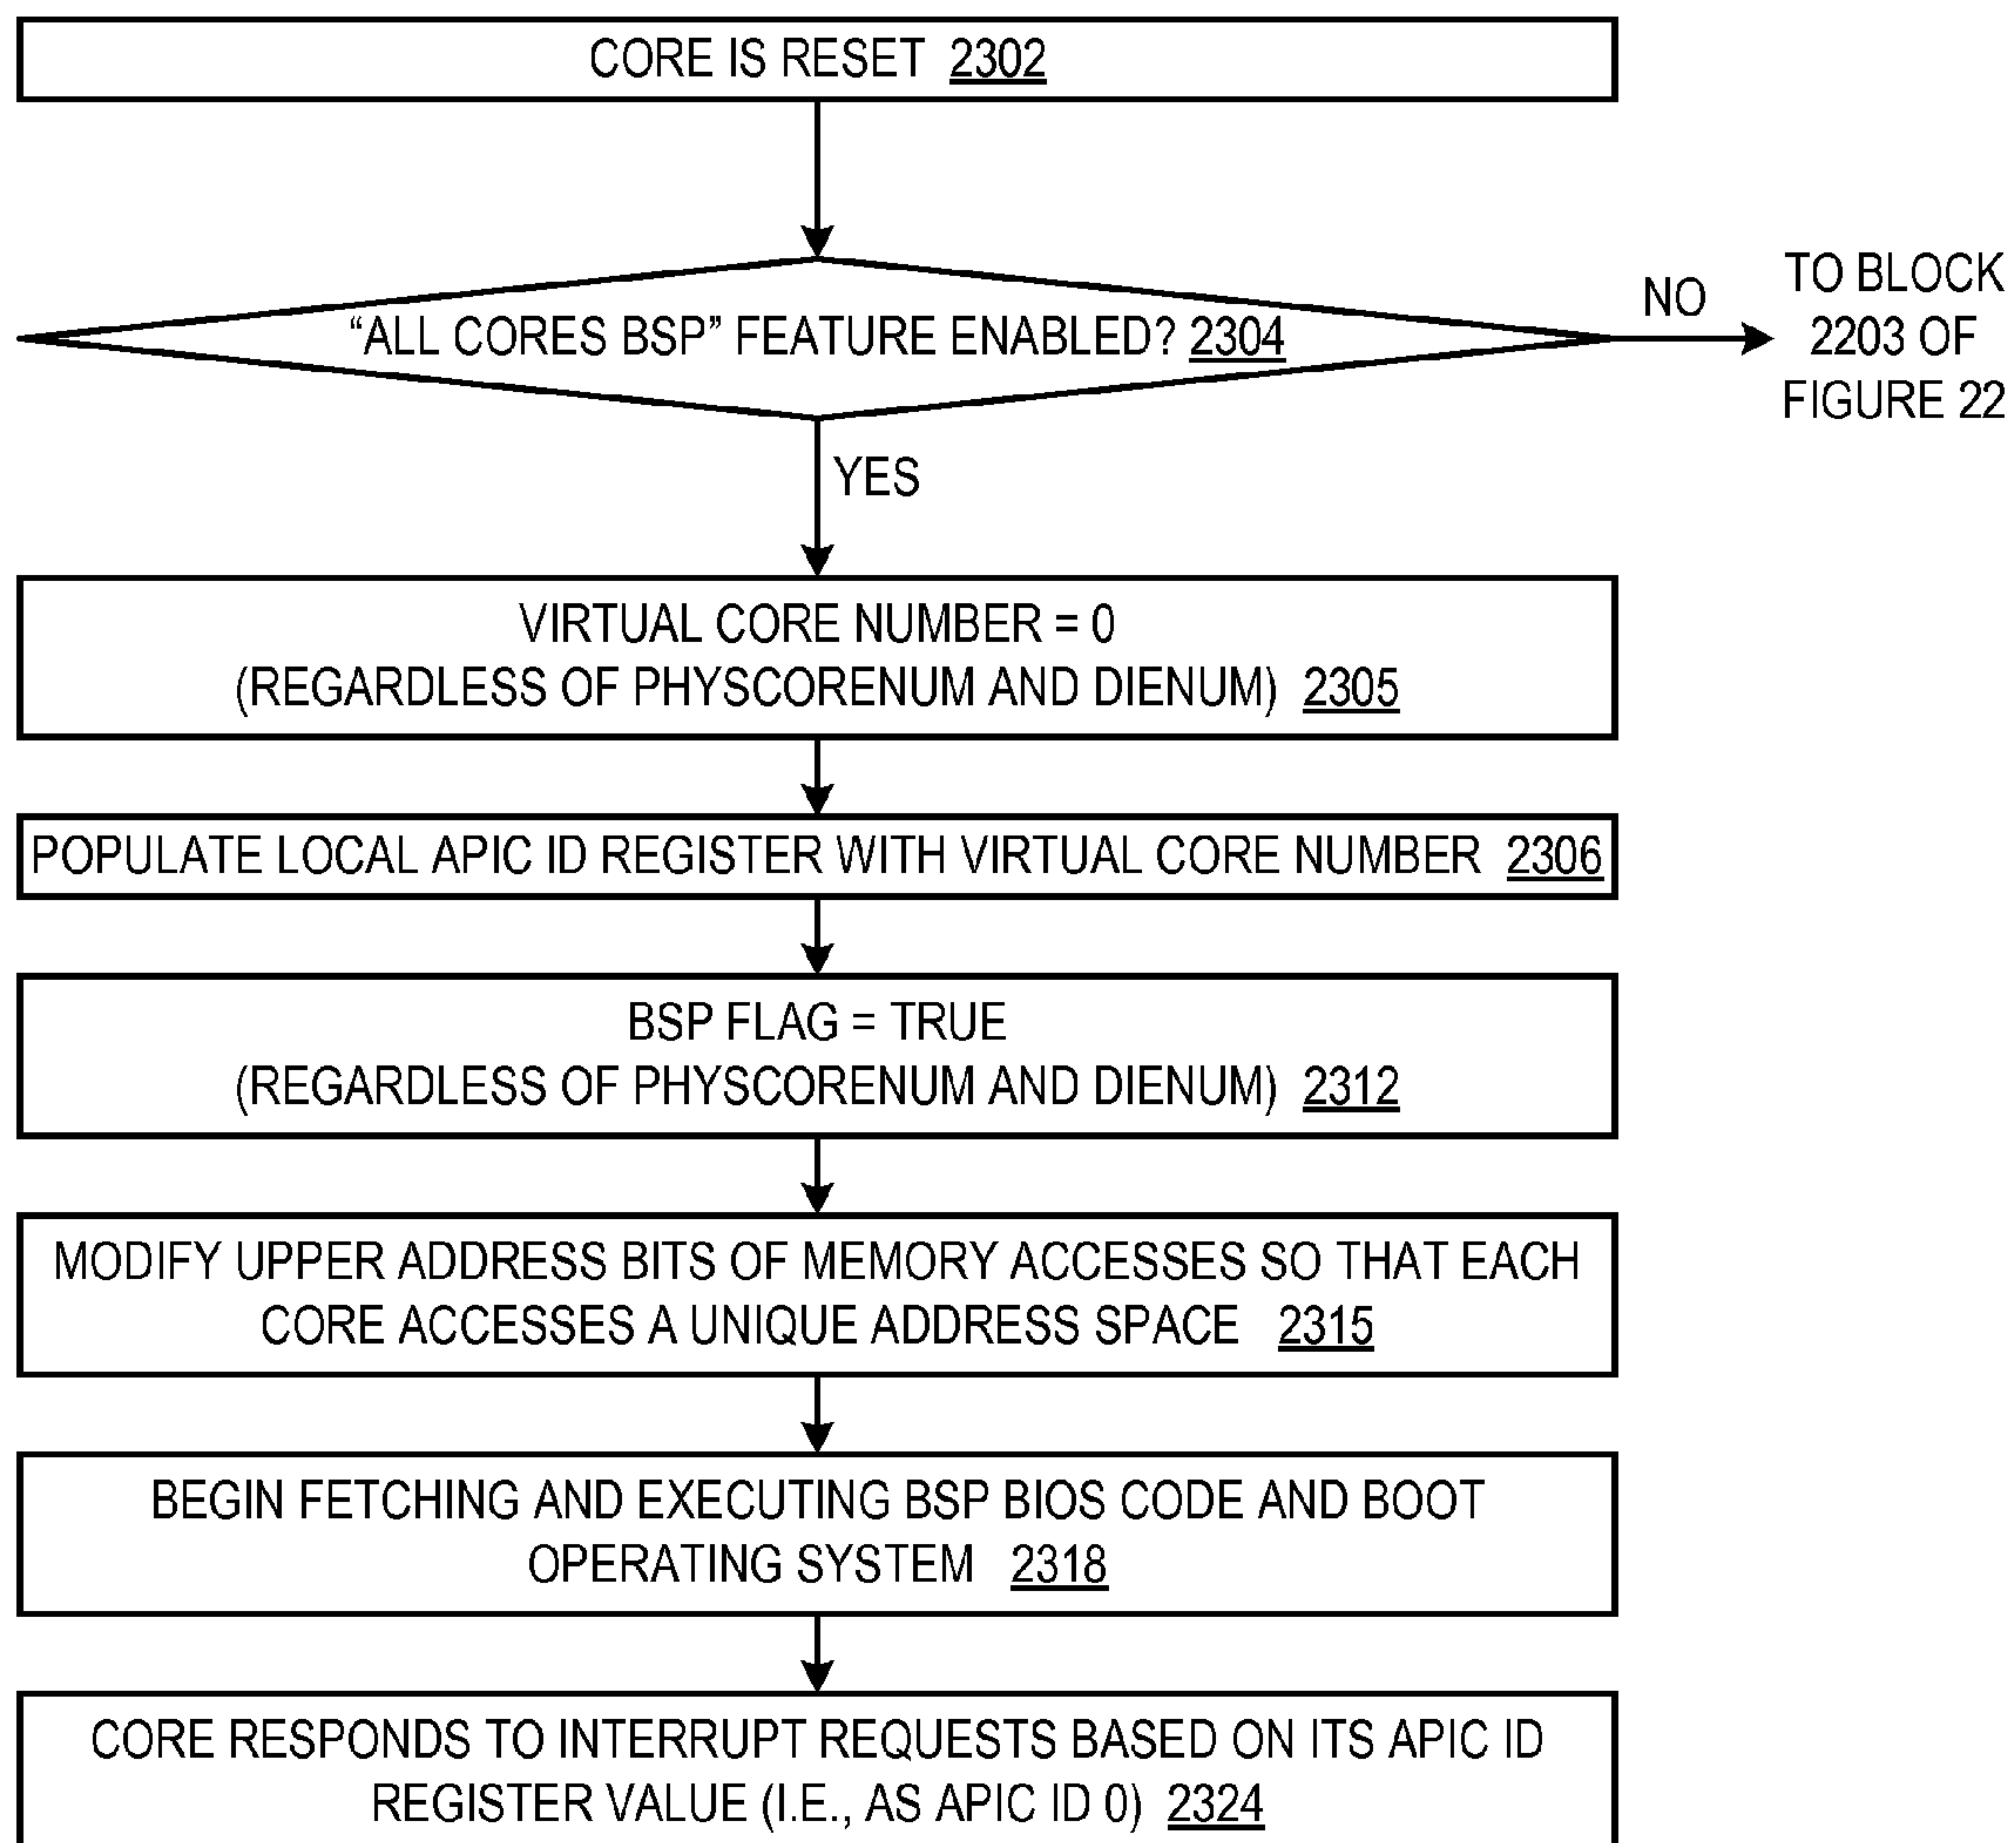 CORE IS RESET 2302
“ALL CORES BSP” FEATURE ENABLED? 2304
NO
TO BLOCK
2203 OF
FIGURE 22
YES
VIRTUAL CORE NUMBER = 0
(REGARDLESS OF PHYSCORENUM AND DIENUM) 2305
POPULATE LOCAL APIC ID REGISTER WITH VIRTUAL CORE NUMBER 2306
BSP FLAG = TRUE
(REGARDLESS OF PHYSCORENUM AND DIENUM) 2312
MODIFY UPPER ADDRESS BITS OF MEMORY ACCESSES SO THAT EACH
CORE ACCESSES A UNIQUE ADDRESS SPACE 2315
BEGIN FETCHING AND EXECUTING BSP BIOS CODE AND BOOT
OPERATING SYSTEM 2318
CORE RESPONDS TO INTERRUPT REQUESTS BASED ON ITS APIC ID
REGISTER VALUE (I.E., AS APIC ID 0) 2324